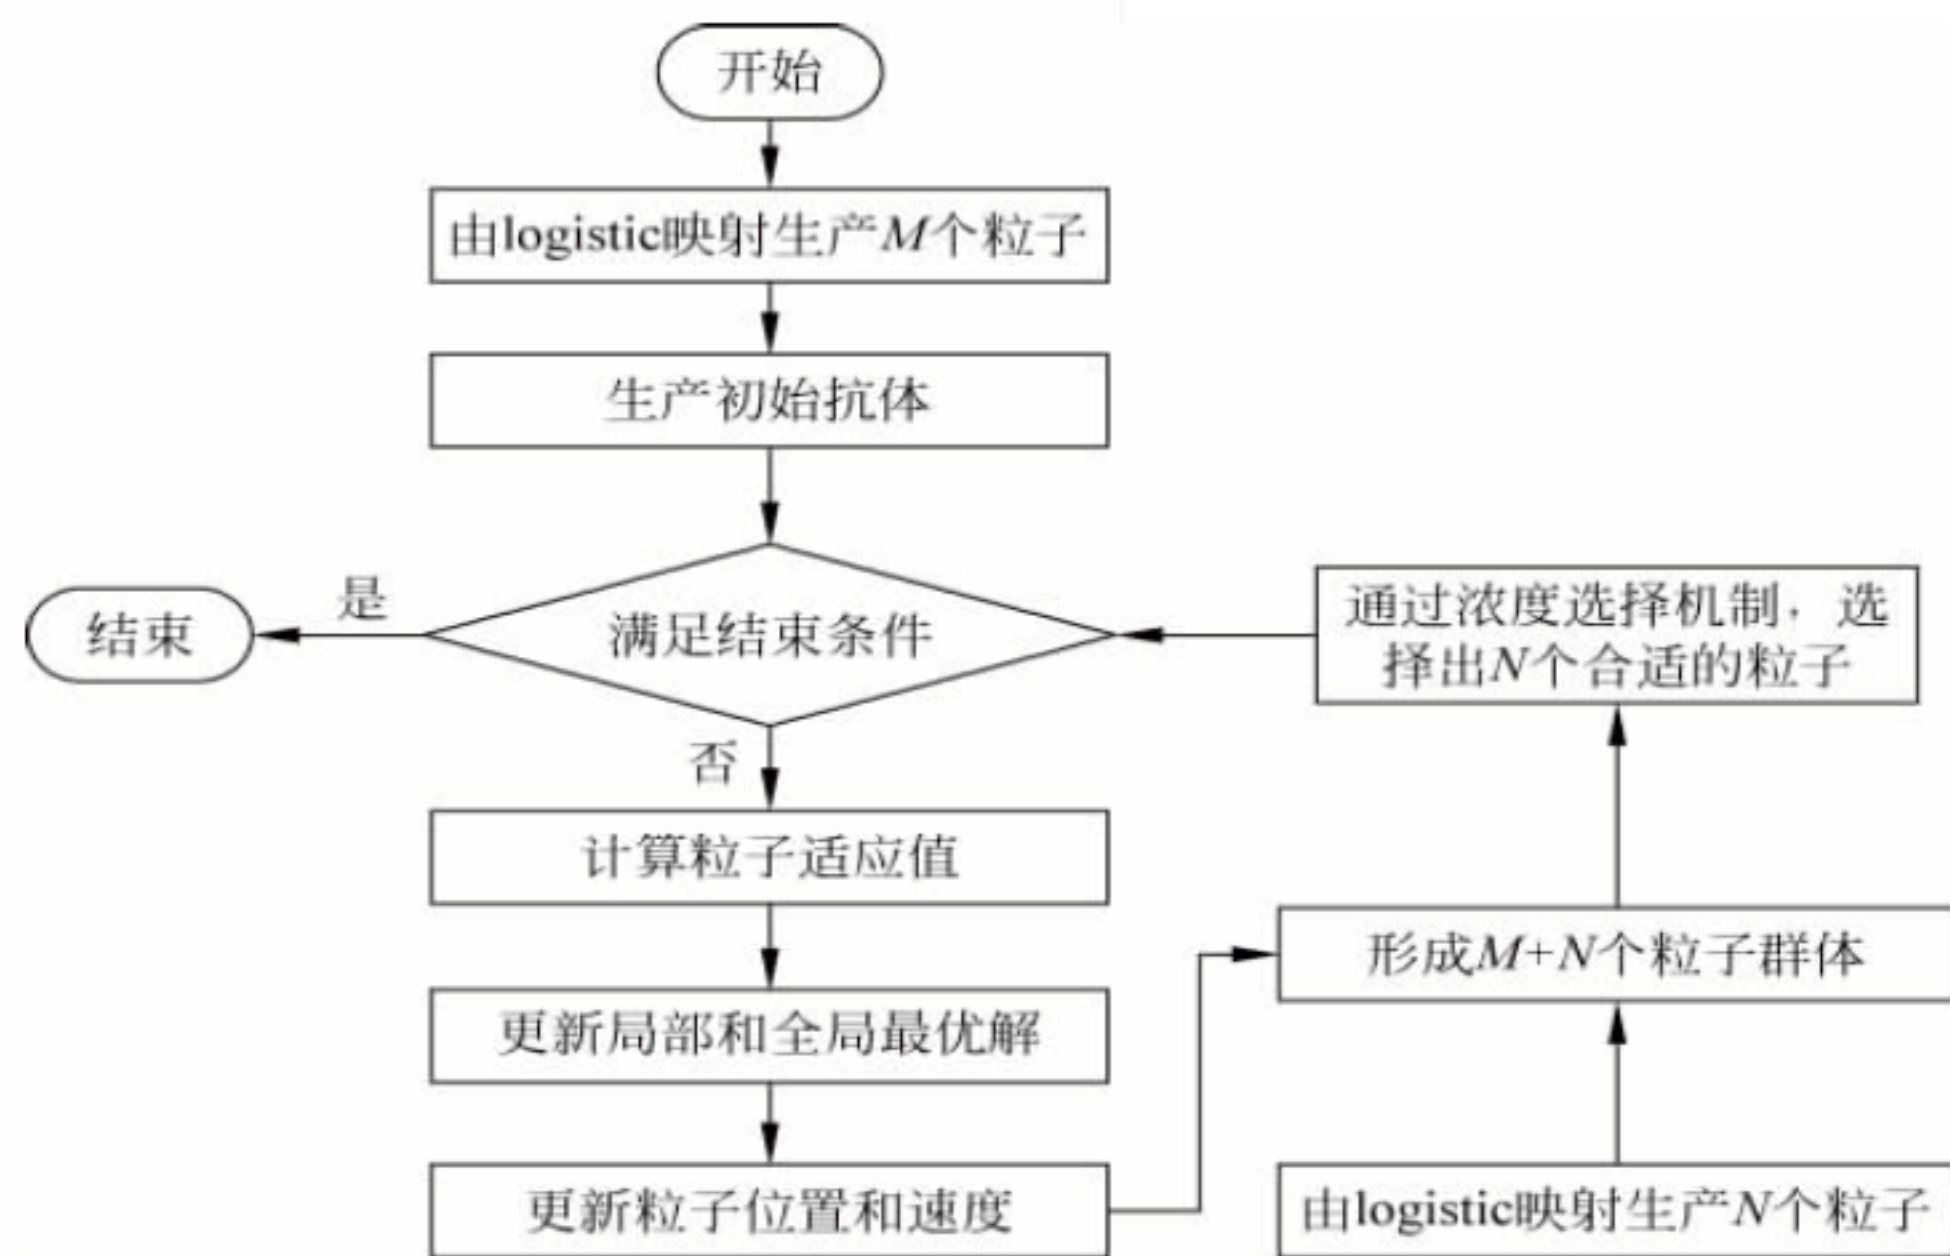 开始
由logistic映射生产M个粒子
生产初始抗体
满足结束条件
是
结束
否
计算粒子适应值
更新局部和全局最优解
更新粒子位置和速度
由logistic映射生产N个粒子
形成M+N个粒子群体
通过浓度选择机制，选
择出N个合适的粒子